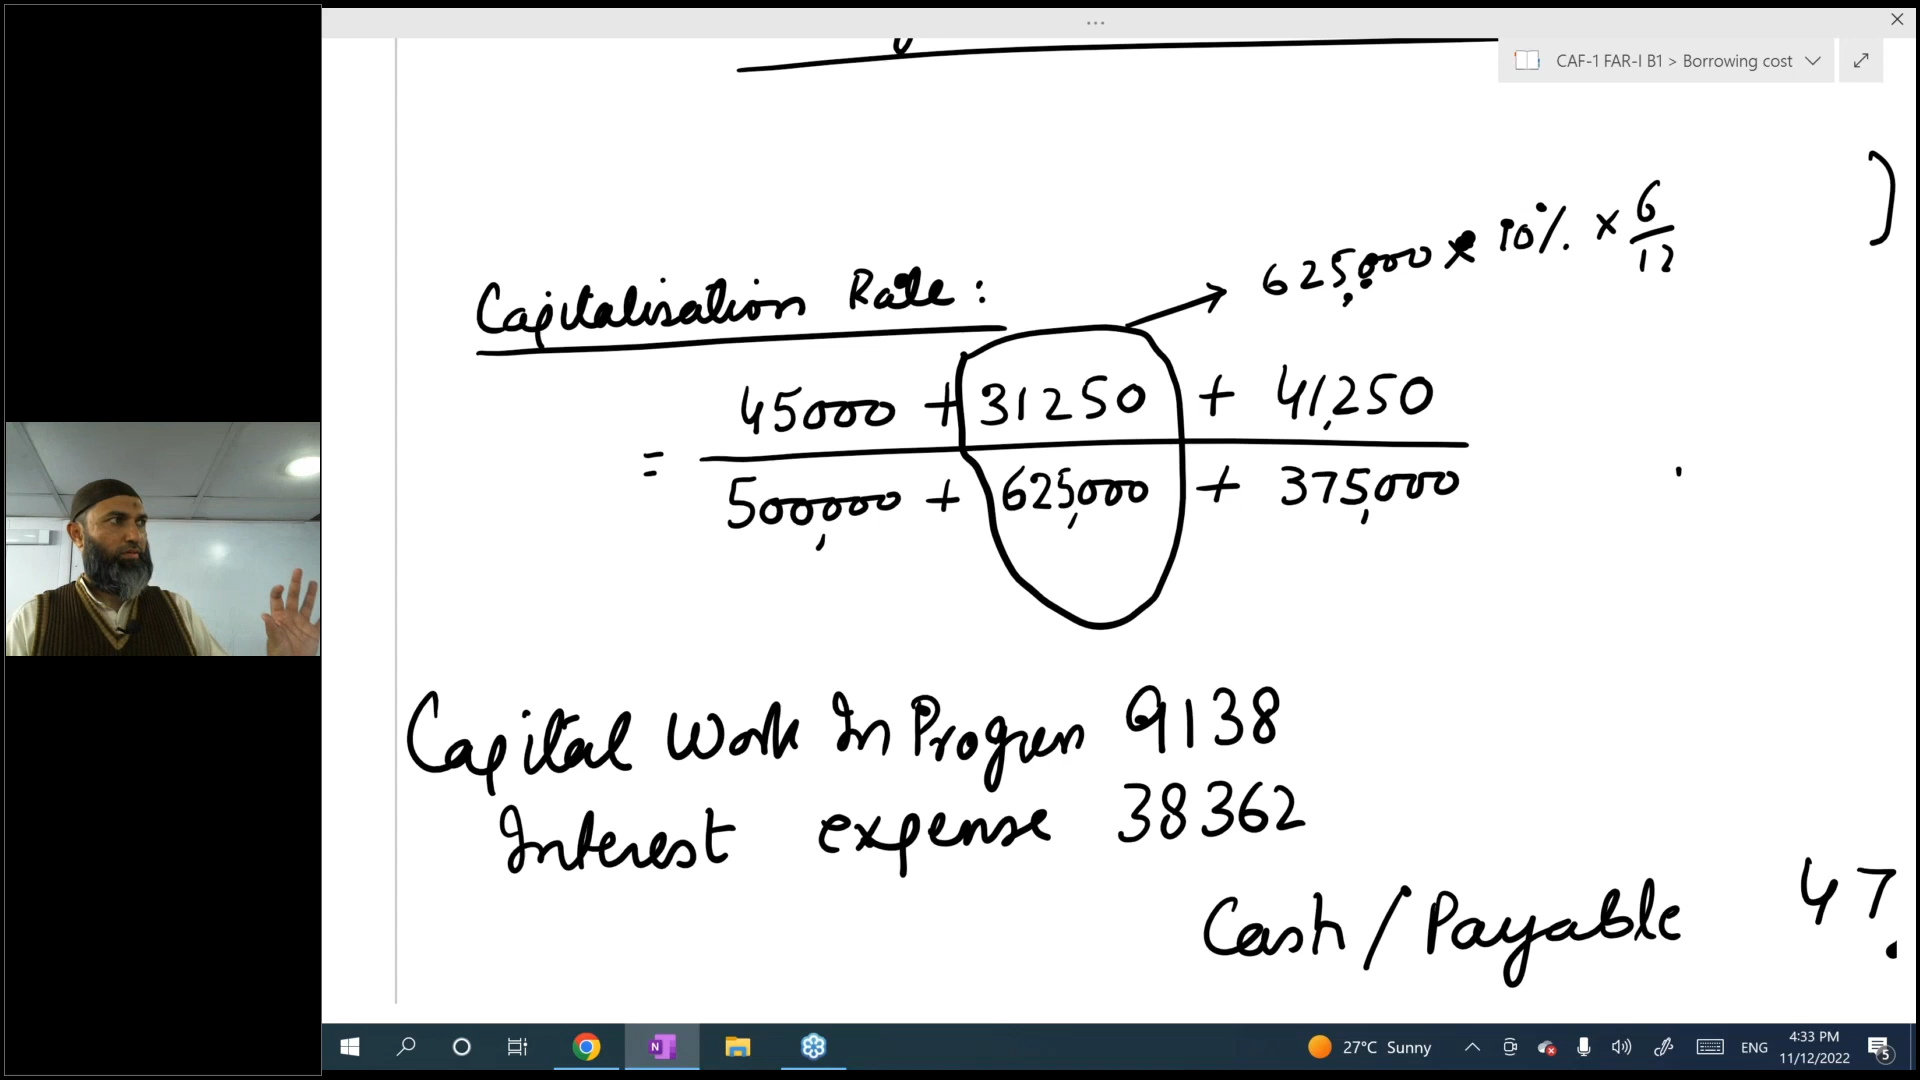 CAF-1 FAR-I B1 > Borrowing cost
625,000 × 10% × 6/12
Capitalisation Rate:
= 45000 + 31250 + 41,250
500,000 + 625,000 + 375,000
Capital Work In Progress 9138
Interest expense 38362
Cash / Payable 47
27°C Sunny
ENG
4:33 PM
11/12/2022
5